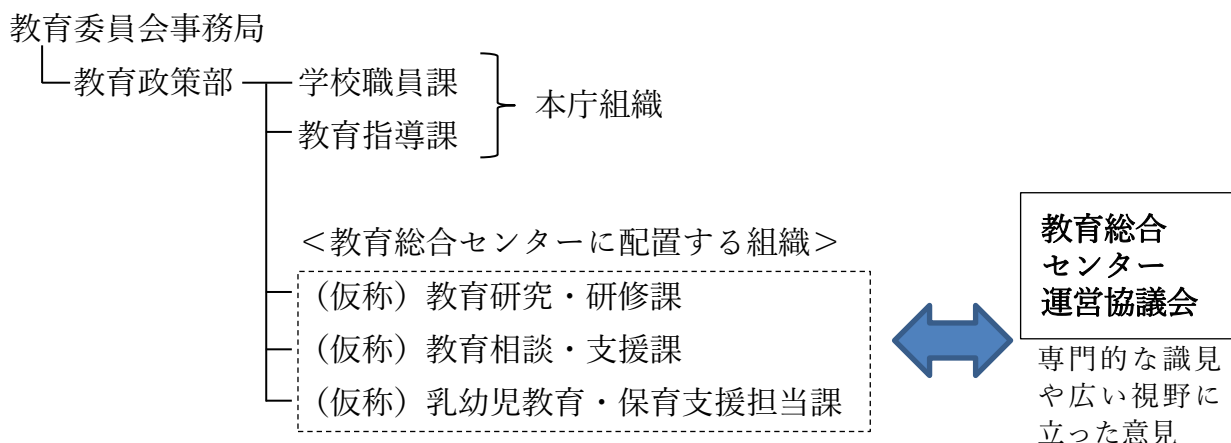 教育委員会事務局
教育政策部
学校職員課
教育指導課
本庁組織
＜教育総合センターに配置する組織＞
（仮称）教育研究・研修課
（仮称）教育相談・支援課
（仮称）乳幼児教育・保育支援担当課
教育総合
センター
運営協議会
専門的な識見
や広い視野に
立った意見